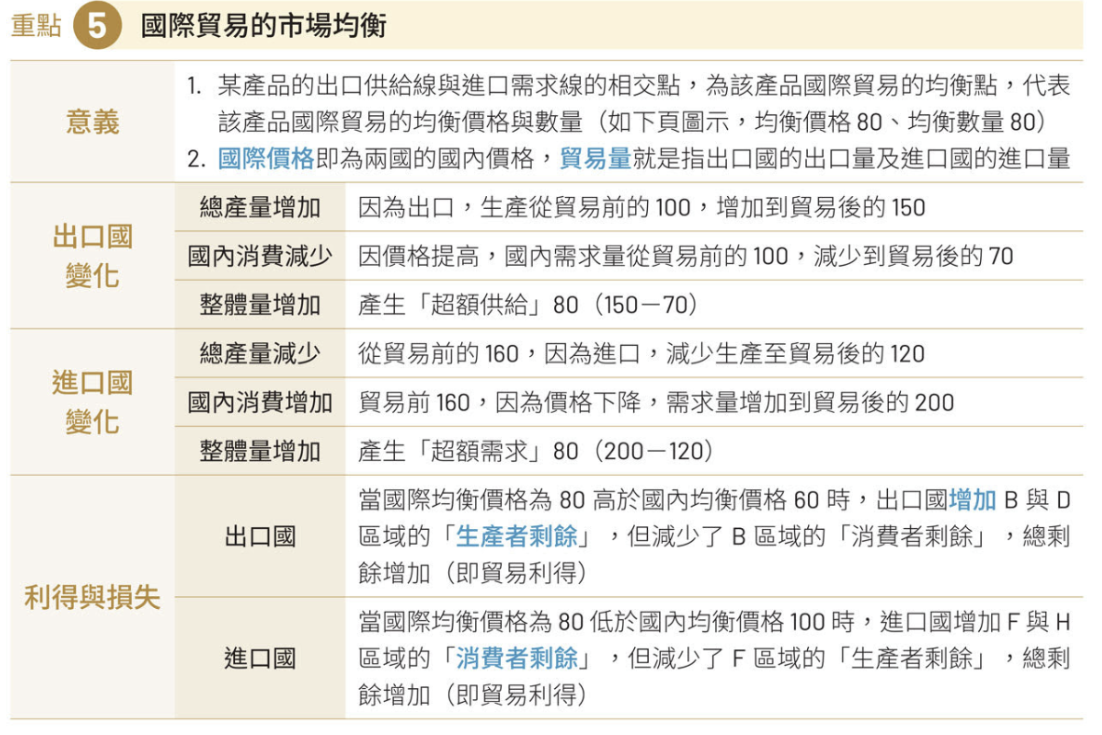 重點 5 國際貿易的市場均衡
意義
1. 某產品的出口供給線與進口需求線的相交點，為該產品國際貿易的均衡點，代表
該產品國際貿易的均衡價格與數量（如下頁圖示，均衡價格 80、均衡數量 80）
2. 國際價格即為兩國的國內價格，貿易量就是指出口國的出口量及進口國的進口量
出口國
變化
總產量增加 因為出口，生產從貿易前的 100，增加到貿易後的 150
國內消費減少 因價格提高，國內需求量從貿易前的 100，減少到貿易後的 70
整體量增加 產生「超額供給」80（150－70）
進口國
變化
總產量減少 從貿易前的 160，因為進口，減少生產至貿易後的 120
國內消費增加 貿易前 160，因為價格下降，需求量增加到貿易後的 200
整體量增加 產生「超額需求」80（200－120）
利得與損失
出口國
當國際均衡價格為 80 高於國內均衡價格 60 時，出口國增加 B 與 D
區域的「生產者剩餘」，但減少了 B 區域的「消費者剩餘」，總剩
餘增加（即貿易利得）
進口國
當國際均衡價格為 80 低於國內均衡價格 100 時，進口國增加 F 與 H
區域的「消費者剩餘」，但減少了 F 區域的「生產者剩餘」，總剩
餘增加（即貿易利得）